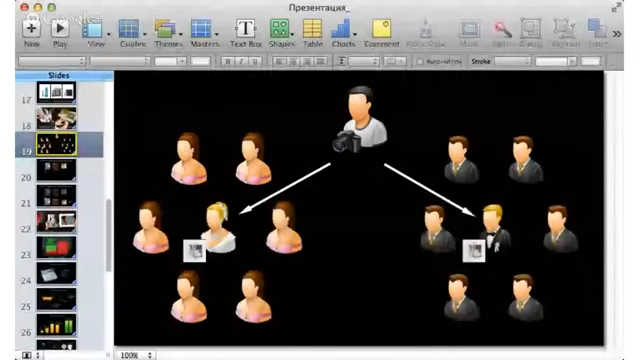 Презентация_
New
Play
View
Guides
Themes
Masters
Text Box
Shapes
Table
Charts
Comment
Mask
Stroke
Slides
17
18
19
20
21
22
23
24
25
26
100%